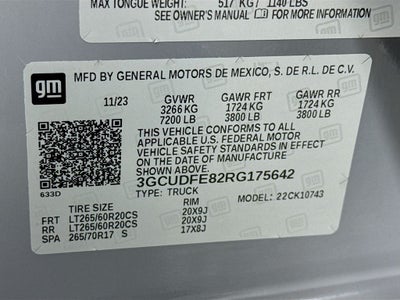 MAX TONGUE WEIGHT: 517 KG / 1140 LBS
SEE OWNER'S MANUAL gm FOR MORE INFORMATION
gm
MFD BY GENERAL MOTORS DE MEXICO, S. DE R.L. DE C.V.
11/23 GVWR GAWR FRT GAWR RR
3266 KG 1724 KG 1724 KG
7200 LB 3800 LB 3800 LB
THIS VEHICLE CONFORMS TO ALL
APPLICABLE U.S. FEDERAL MOTOR
VEHICLE SAFETY STANDARDS IN
EFFECT ON THE DATE OF
MANUFACTURE SHOWN ABOVE.
3GCUDFE82RG175642
633D TYPE: TRUCK 22CK10743
TIRE SIZE RIM
FRT LT265/60R20CS 20X9J
RR LT265/60R20CS 20X9J
SPA 265/70R17 S 17X8J